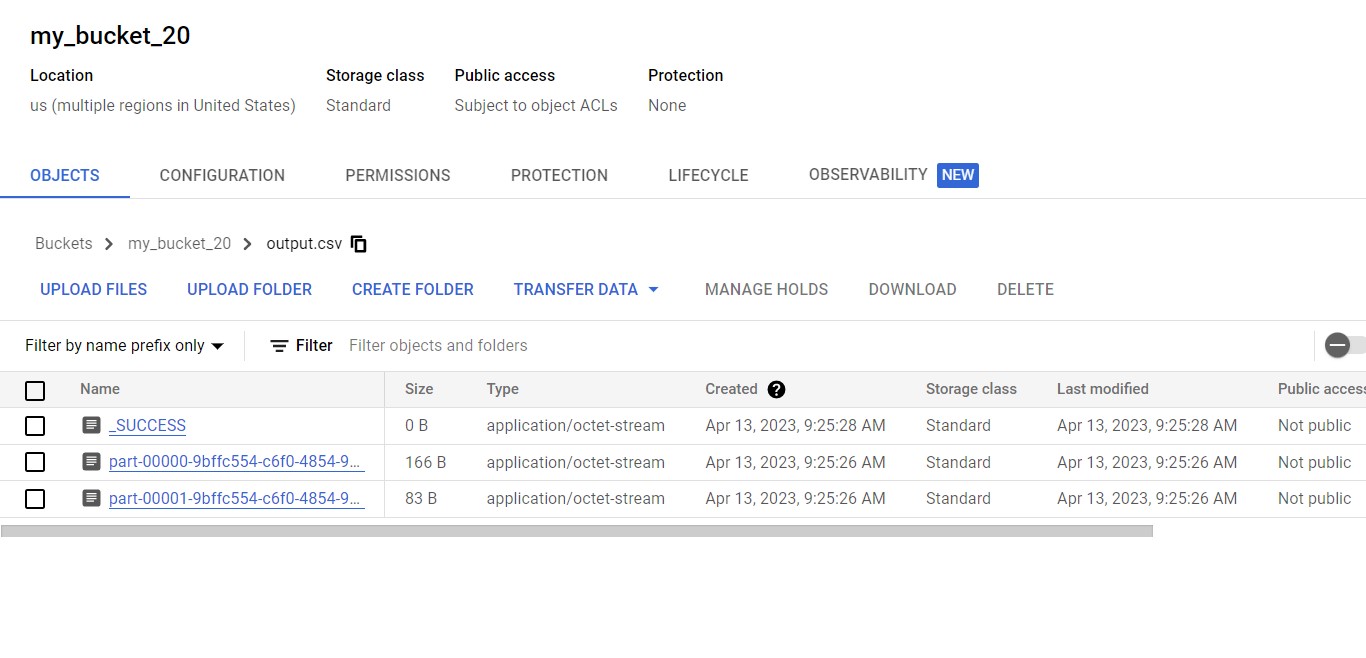 my_bucket_20
Location Storage class Public access Protection
us (multiple regions in United States) Standard Subject to object ACLs None
OBJECTS CONFIGURATION PERMISSIONS PROTECTION LIFECYCLE OBSERVABILITY NEW
Buckets my_bucket_20 output.csv
UPLOAD FILES UPLOAD FOLDER CREATE FOLDER TRANSFER DATA MANAGE HOLDS DOWNLOAD DELETE
Filter by name prefix only Filter Filter objects and folders
Name Size Type Created ? Storage class Last modified Public access
_SUCCESS 0 B application/octet-stream Apr 13, 2023, 9:25:28 AM Standard Apr 13, 2023, 9:25:28 AM Not public
part-00000-9bffc554-c6f0-4854-9... 166 B application/octet-stream Apr 13, 2023, 9:25:26 AM Standard Apr 13, 2023, 9:25:26 AM Not public
part-00001-9bffc554-c6f0-4854-9... 83 B application/octet-stream Apr 13, 2023, 9:25:26 AM Standard Apr 13, 2023, 9:25:26 AM Not public